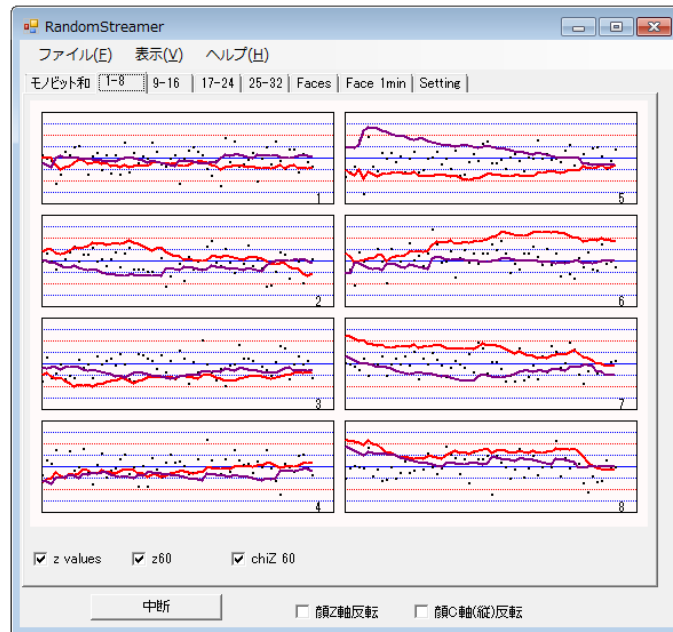 RandomStreamer
ファイル(F) 表示(V) ヘルプ(H)
モノビット和 1-8 9-16 17-24 25-32 Faces Face 1min Setting
1 5
2 6
3 7
4 8
z values z60 chiZ 60
中断 顔Z軸反転 顔C軸(縦)反転